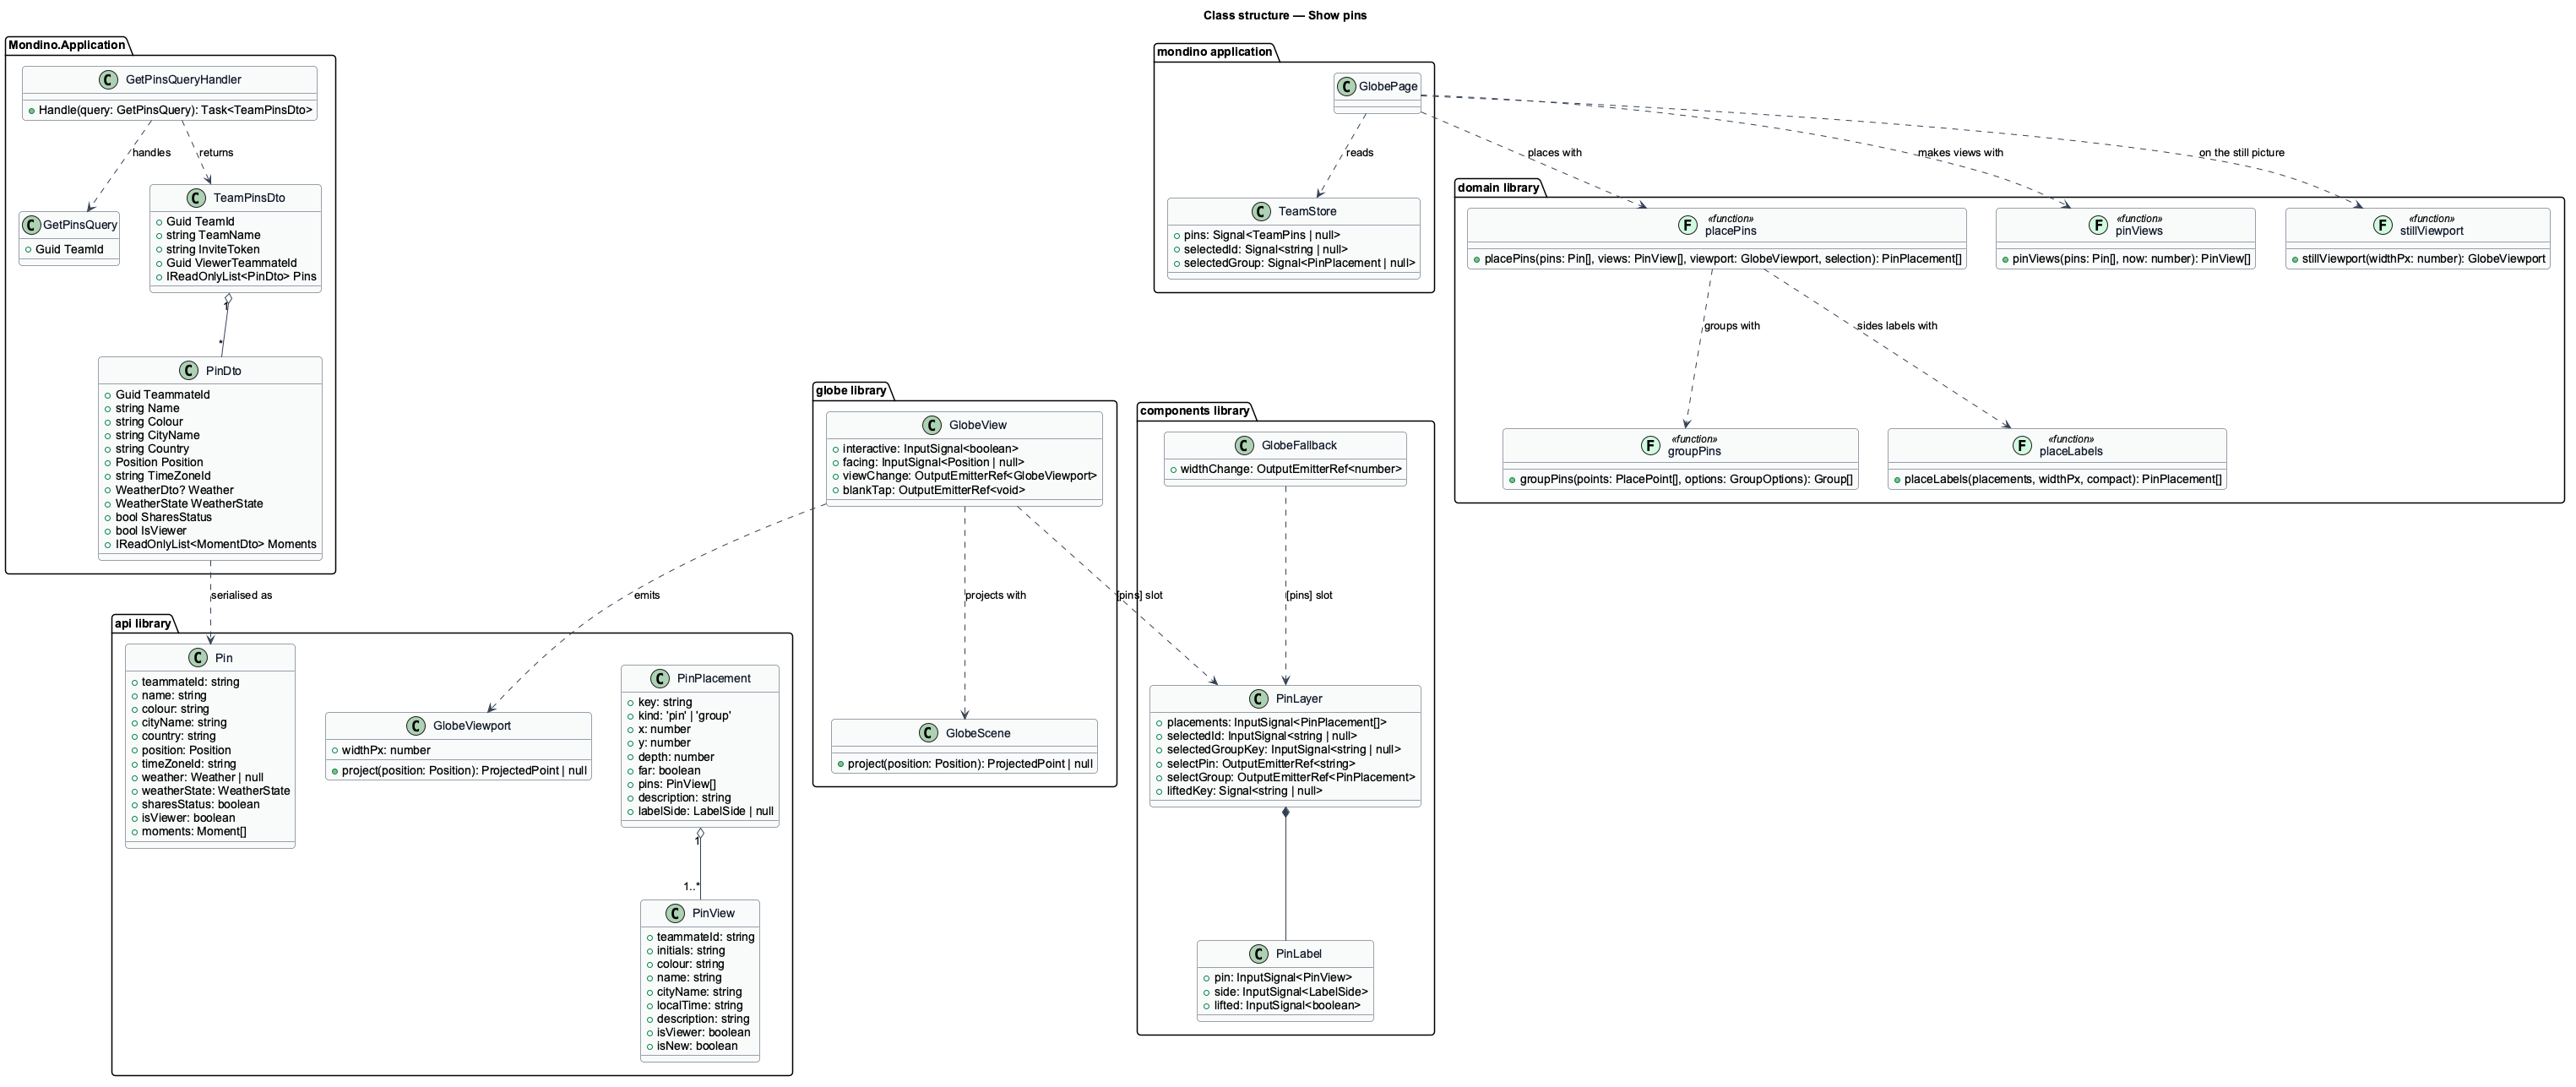 Class structure — Show pins
Mondino.Application
C GetPinsQueryHandler
Handle(query: GetPinsQuery): Task<TeamPinsDto>
handles
returns
C GetPinsQuery
Guid TeamId
C TeamPinsDto
Guid TeamId
string TeamName
string InviteToken
Guid ViewerTeammateId
IReadOnlyList<PinDto> Pins
1
*
C PinDto
Guid TeammateId
string Name
string Colour
string CityName
string Country
Position Position
string TimeZoneId
WeatherDto? Weather
WeatherState WeatherState
bool SharesStatus
bool IsViewer
IReadOnlyList<MomentDto> Moments
serialised as
mondino application
C GlobePage
reads
places with
makes views with
on the still picture
C TeamStore
pins: Signal<TeamPins | null>
selectedId: Signal<string | null>
selectedGroup: Signal<PinPlacement | null>
domain library
F «function»
placePins
placePins(pins: Pin[], views: PinView[], viewport: GlobeViewport, selection): PinPlacement[]
F «function»
pinViews
pinViews(pins: Pin[], now: number): PinView[]
F «function»
stillViewport
stillViewport(widthPx: number): GlobeViewport
groups with
sides labels with
F «function»
groupPins
groupPins(points: PlacePoint[], options: GroupOptions): Group[]
F «function»
placeLabels
placeLabels(placements, widthPx, compact): PinPlacement[]
globe library
C GlobeView
interactive: InputSignal<boolean>
facing: InputSignal<Position | null>
viewChange: OutputEmitterRef<GlobeViewport>
blankTap: OutputEmitterRef<void>
emits
projects with
[pins] slot
C GlobeScene
project(position: Position): ProjectedPoint | null
components library
C GlobeFallback
widthChange: OutputEmitterRef<number>
[pins] slot
C PinLayer
placements: InputSignal<PinPlacement[]>
selectedId: InputSignal<string | null>
selectedGroupKey: InputSignal<string | null>
selectPin: OutputEmitterRef<string>
selectGroup: OutputEmitterRef<PinPlacement>
liftedKey: Signal<string | null>
C PinLabel
pin: InputSignal<PinView>
side: InputSignal<LabelSide>
lifted: InputSignal<boolean>
api library
C Pin
teammateId: string
name: string
colour: string
cityName: string
country: string
position: Position
timeZoneId: string
weather: Weather | null
weatherState: WeatherState
sharesStatus: boolean
isViewer: boolean
moments: Moment[]
C GlobeViewport
widthPx: number
project(position: Position): ProjectedPoint | null
C PinPlacement
key: string
kind: 'pin' | 'group'
x: number
y: number
depth: number
far: boolean
pins: PinView[]
description: string
labelSide: LabelSide | null
1
1..*
C PinView
teammateId: string
initials: string
colour: string
name: string
cityName: string
localTime: string
description: string
isViewer: boolean
isNew: boolean